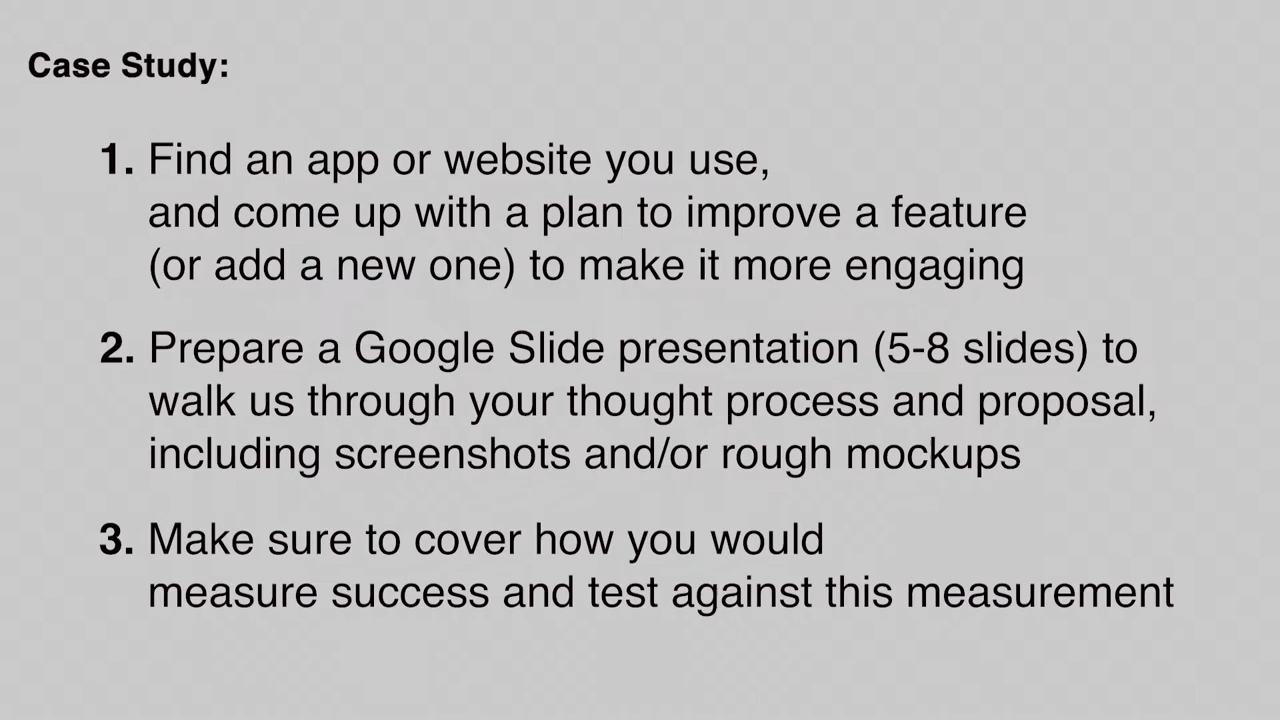 Case Study:
1. Find an app or website you use,
and come up with a plan to improve a feature
(or add a new one) to make it more engaging
2. Prepare a Google Slide presentation (5-8 slides) to
walk us through your thought process and proposal,
including screenshots and/or rough mockups
3. Make sure to cover how you would
measure success and test against this measurement